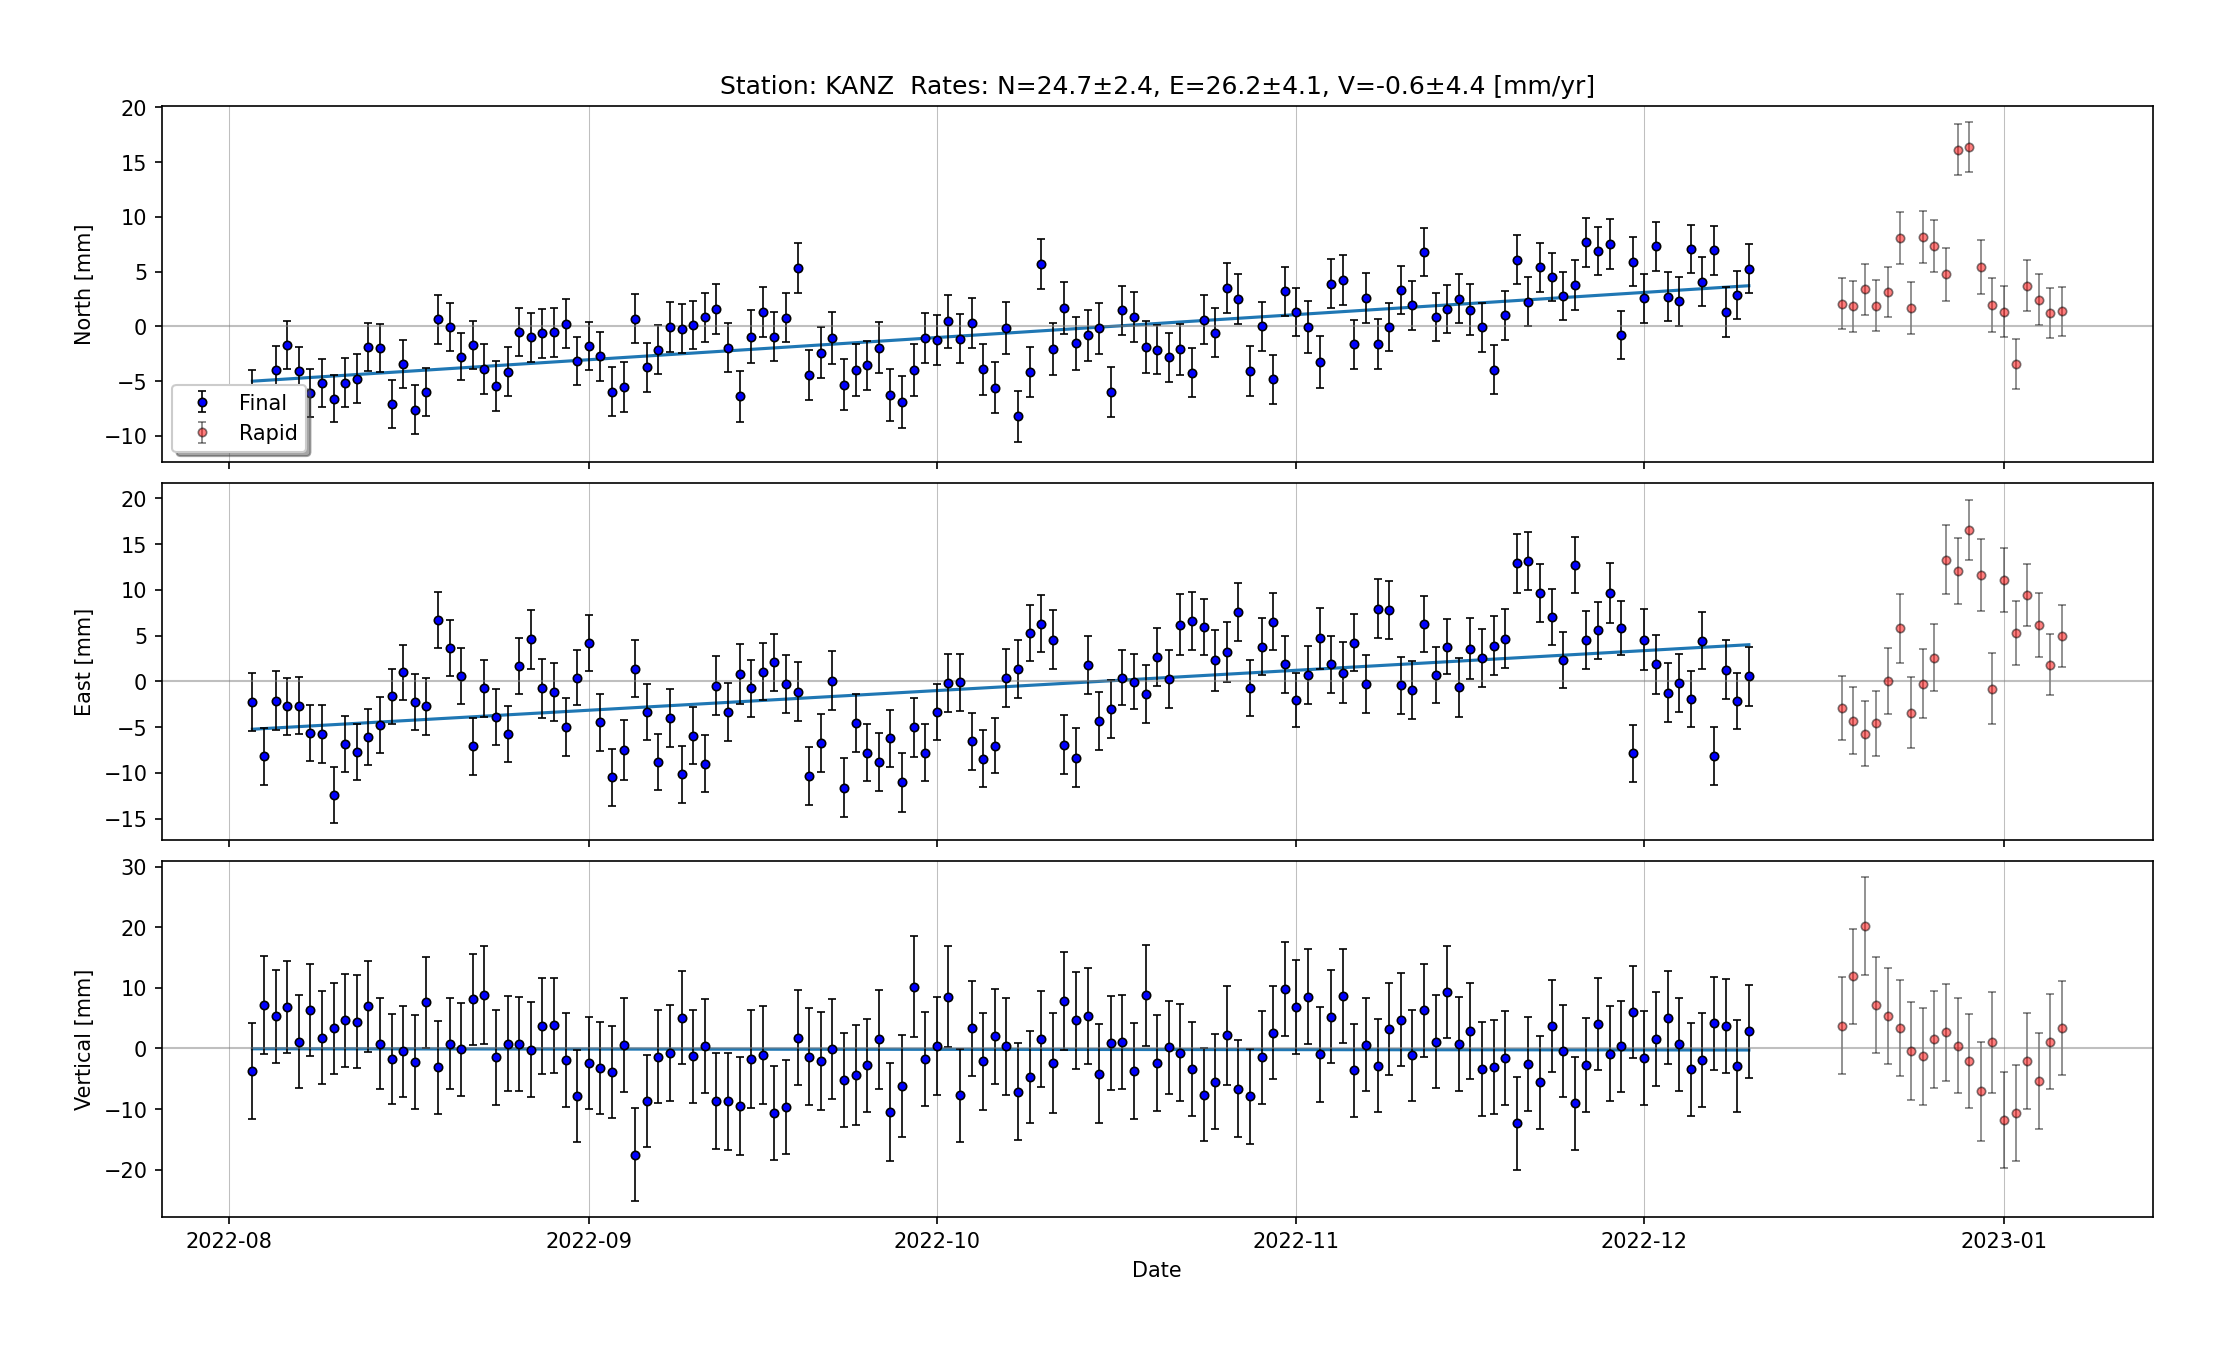 Station: KANZ  Rates: N=24.7±2.4, E=26.2±4.1, V=-0.6±4.4 [mm/yr]
20
15
10
5
0
−5
−10
North [mm]
Final
Rapid
20
15
10
5
0
−5
−10
−15
East [mm]
30
20
10
0
−10
−20
Vertical [mm]
2022-08 2022-09 2022-10 2022-11 2022-12 2023-01
Date